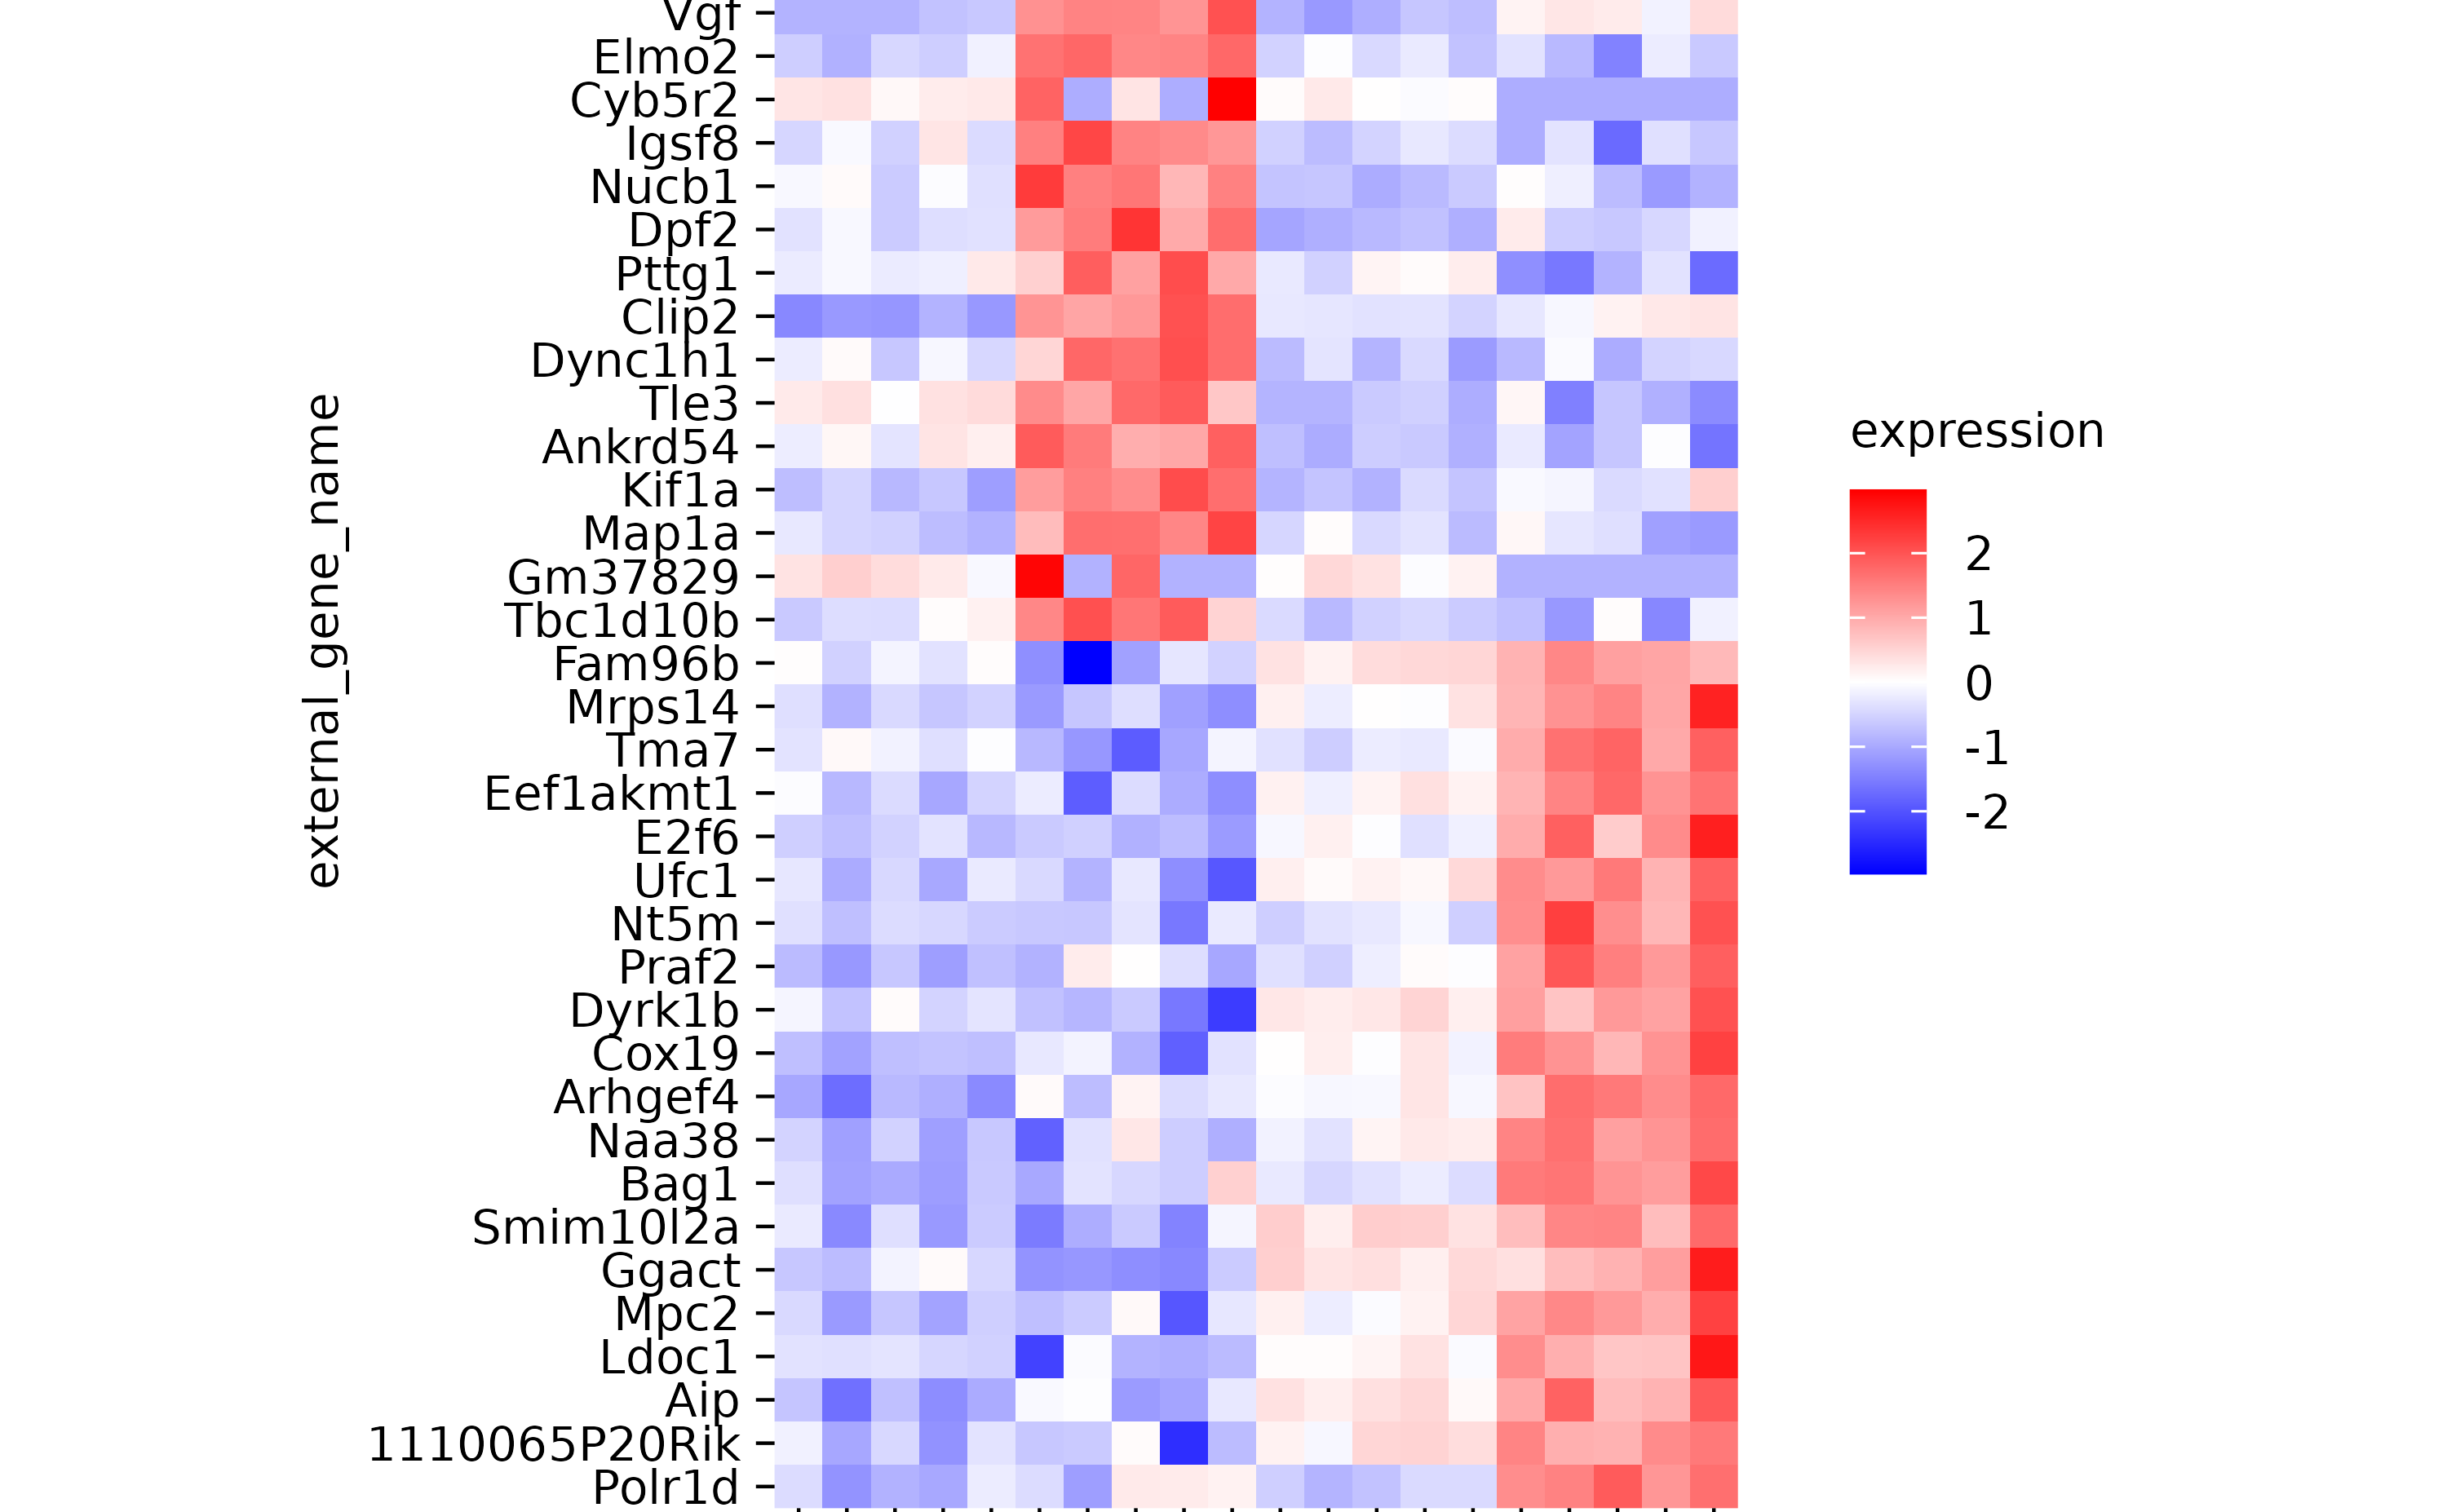 Vgf
Elmo2
Cyb5r2
Igsf8
Nucb1
Dpf2
Pttg1
Clip2
Dync1h1
Tle3
Ankrd54
Kif1a
Map1a
Gm37829
Tbc1d10b
Fam96b
Mrps14
Tma7
Eef1akmt1
E2f6
Ufc1
Nt5m
Praf2
Dyrk1b
Cox19
Arhgef4
Naa38
Bag1
Smim10l2a
Ggact
Mpc2
Ldoc1
Aip
1110065P20Rik
Polr1d
external_gene_name
expression
2
1
0
-1
-2